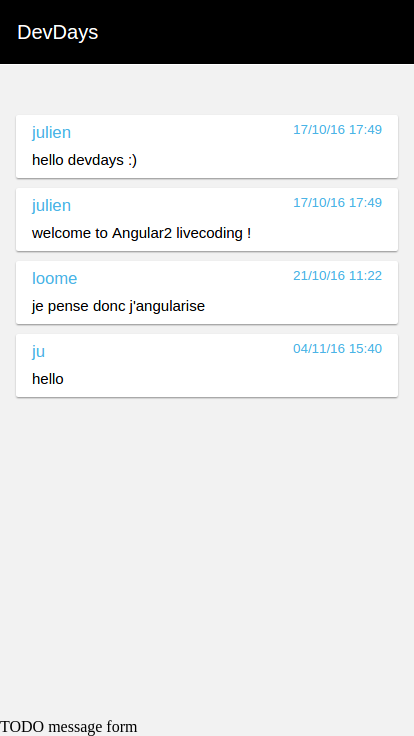 DevDays
julien 17/10/16 17:49
hello devdays :)
julien 17/10/16 17:49
welcome to Angular2 livecoding !
loome 21/10/16 11:22
je pense donc j'angularise
ju 04/11/16 15:40
hello
TODO message form